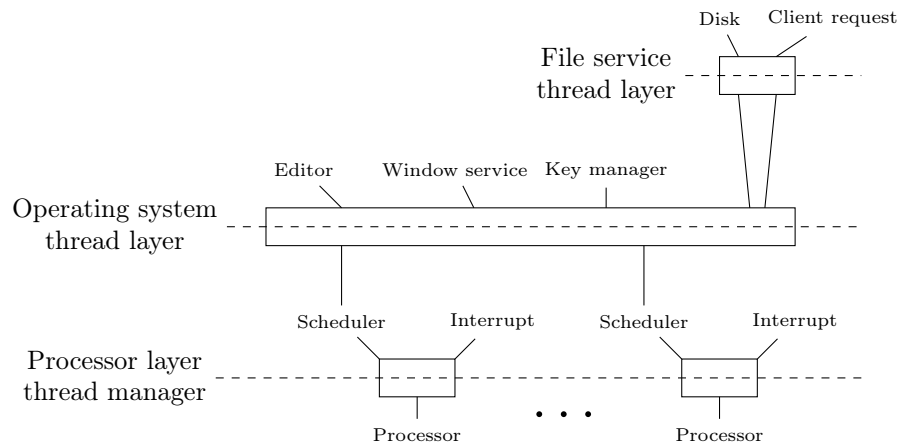 Disk
Client request
File service
thread layer
Editor
Window service
Key manager
Operating system
thread layer
Scheduler
Interrupt
Scheduler
Interrupt
Processor layer
thread manager
. . .
Processor
Processor